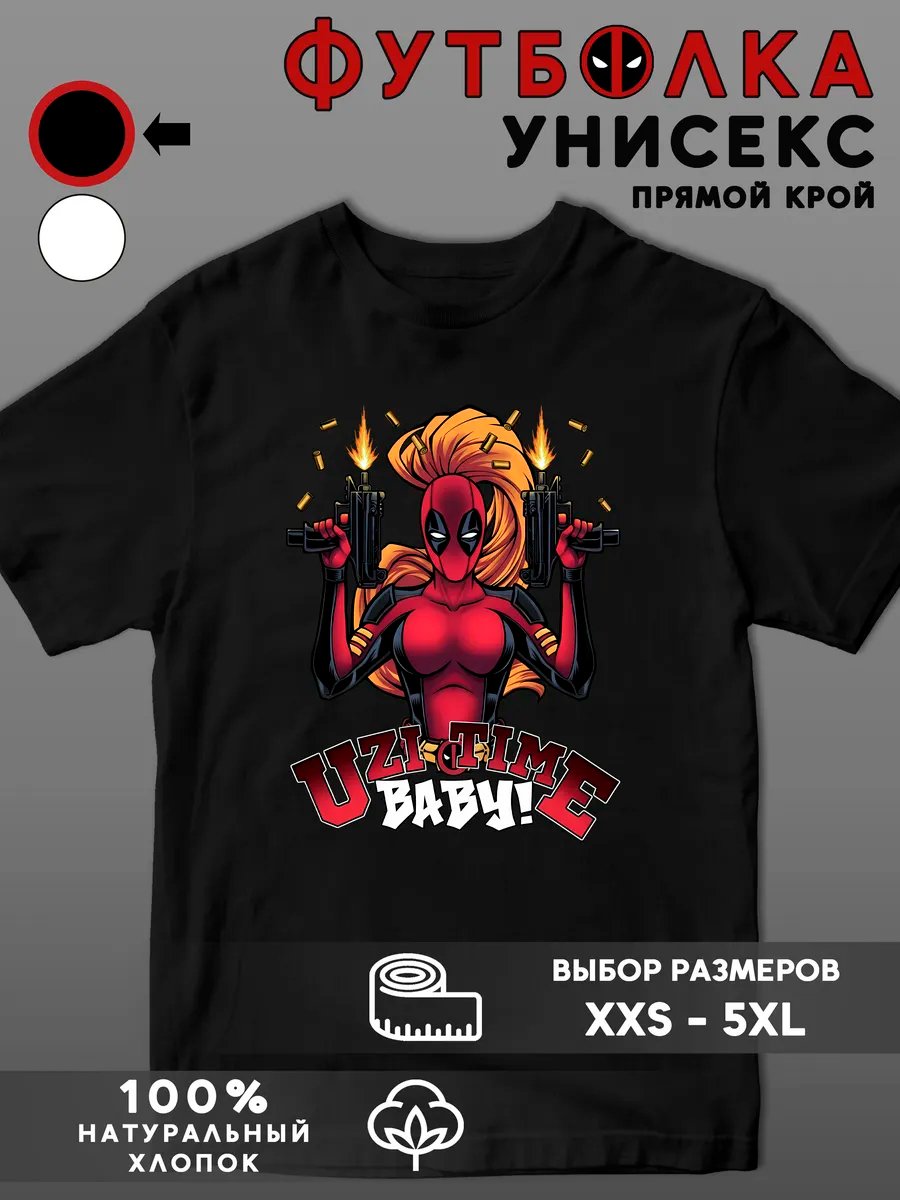 ФУТБОЛКА
УНИСЕКС
ПРЯМОЙ КРОЙ
UZI TIME
BABY!
ВЫБОР РАЗМЕРОВ
XXS - 5XL
100%
НАТУРАЛЬНЫЙ
ХЛОПОК